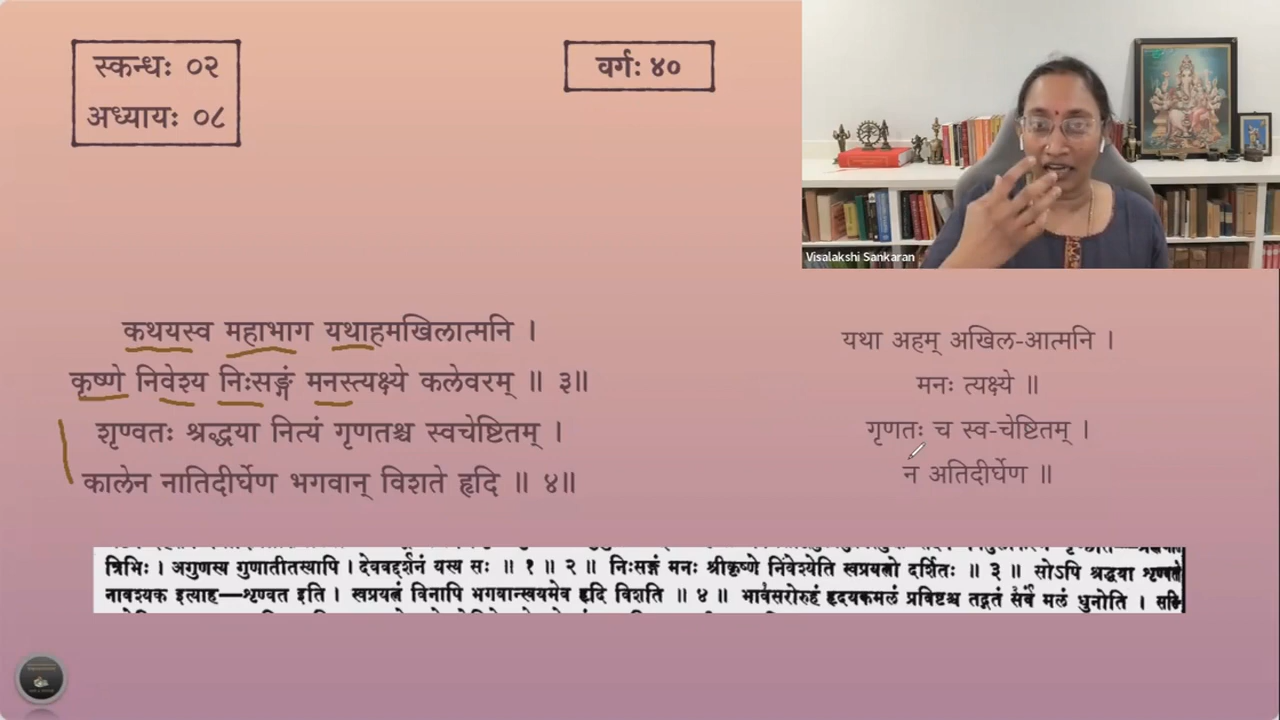 स्कन्धः ०२
अध्यायः ०८
वर्गः ४०
Visalakshi Sankaran
कथयस्व महाभाग यथाहमखिलात्मनि ।
कृष्णे निवेश्य निःसङ्गं मनस्त्यक्ष्ये कलेवरम् ॥ ३॥
शृण्वतः श्रद्धया नित्यं गृणतश्च स्वचेष्टितम् ।
कालेन नातिदीर्घेण भगवान् विशते हृदि ॥ ४॥
यथा अहम् अखिल-आत्मनि ।
मनः त्यक्ष्ये ॥
गृणतः च स्व-चेष्टितम् ।
न अतिदीर्घेण ॥
त्रिभिः । अगुणस्य गुणातीतस्यापि । देवदर्शनं यस्य सः ॥ १ ॥ २ ॥ निःसङ्गं मनः श्रीकृष्णे निवेश्येति स्वप्रयत्नो दर्शितः ॥ ३ ॥ सोऽपि श्रद्धया शृण्वतो
नावश्यक इत्याह—शृण्वत इति । स्वप्रयत्नं विनापि भगवान्स्वयमेव हृदि विशति ॥ ४ ॥ भावसरोरुहं हृदयकमलं प्रविष्टश्च तद्गतं सर्वं मलं धुनोति ।